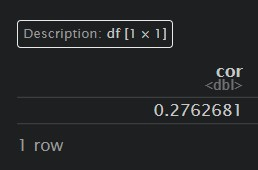 Description: df [1 × 1]
cor
<dbl>
0.2762681
1 row